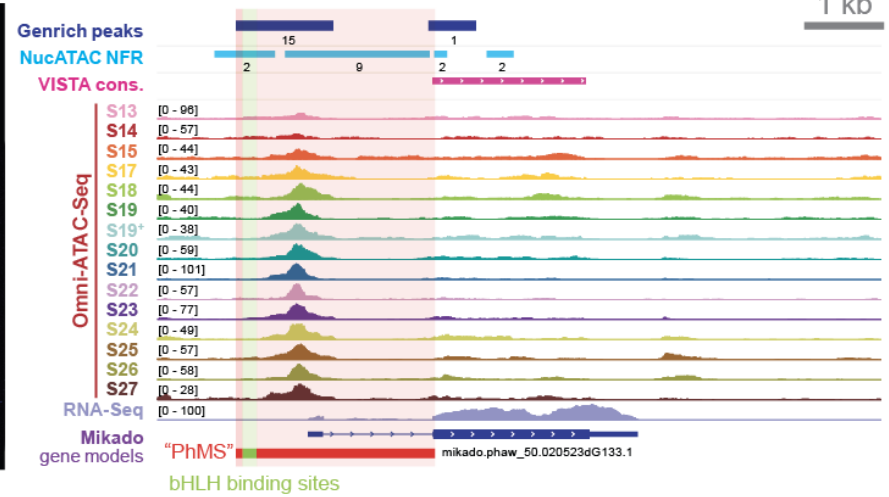 1 kb
Genrich peaks
15
1
NucATAC NFR
2
9
2
2
VISTA cons.
Omni-ATAC-Seq
S13 [0 - 96]
S14 [0 - 57]
S15 [0 - 44]
S17 [0 - 43]
S18 [0 - 44]
S19 [0 - 40]
S19+ [0 - 38]
S20 [0 - 59]
S21 [0 - 101]
S22 [0 - 57]
S23 [0 - 77]
S24 [0 - 49]
S25 [0 - 57]
S26 [0 - 58]
S27 [0 - 28]
RNA-Seq [0 - 100]
Mikado
gene models
“PhMS”
mikado.phaw_50.020523dG133.1
bHLH binding sites